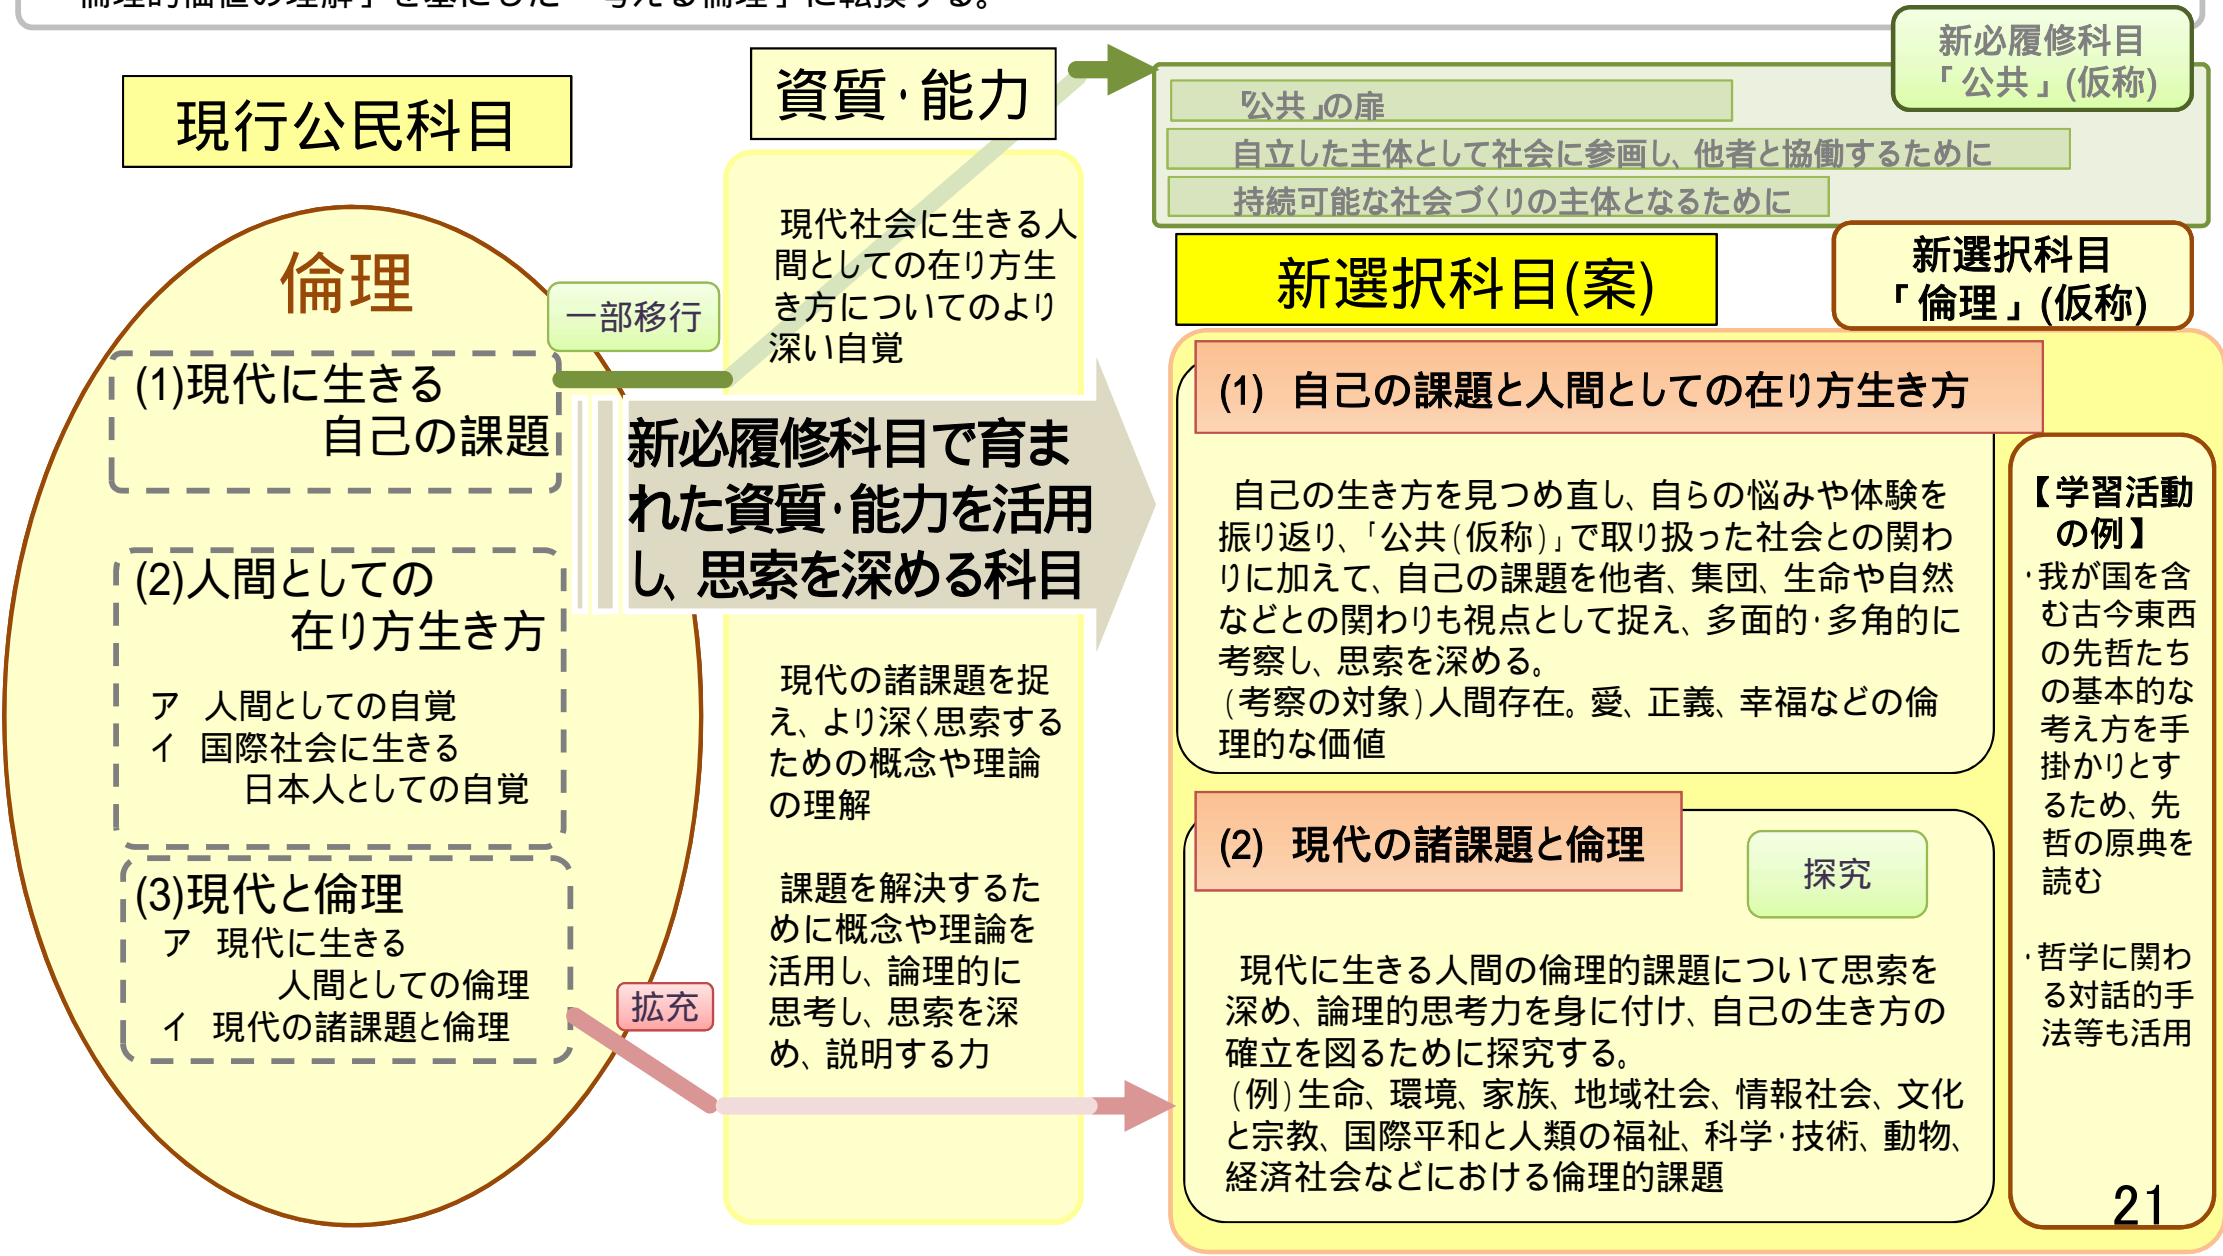 倫理的価値の理解」を基にした「考える倫理」に転換する。
現行公民科目
倫理
(1)現代に生きる
自己の課題
(2)人間としての
在り方生き方
ア 人間としての自覚
イ 国際社会に生きる
日本人としての自覚
(3)現代と倫理
ア 現代に生きる
人間としての倫理
イ 現代の諸課題と倫理
一部移行
拡充
資質・能力
現代社会に生きる人
間としての在り方生
き方についてのより
深い自覚
新必履修科目で育ま
れた資質・能力を活用
し、思索を深める科目
現代の諸課題を捉
え、より深く思索する
ための概念や理論
の理解
課題を解決するた
めに概念や理論を
活用し、論理的に
思考し、思索を深
め、説明する力
新必履修科目
「公共」(仮称)
「公共」の扉
自立した主体として社会に参画し、他者と協働するために
持続可能な社会づくりの主体となるために
新選択科目(案)
新選択科目
「倫理」(仮称)
(1) 自己の課題と人間としての在り方生き方
自己の生き方を見つめ直し、自らの悩みや体験を
振り返り、「公共(仮称)」で取り扱った社会との関わ
りに加えて、自己の課題を他者、集団、生命や自然
などとの関わりも視点として捉え、多面的・多角的に
考察し、思索を深める。
(考察の対象)人間存在。愛、正義、幸福などの倫
理的な価値
(2) 現代の諸課題と倫理
探究
現代に生きる人間の倫理的課題について思索を
深め、論理的思考力を身に付け、自己の生き方の
確立を図るために探究する。
(例)生命、環境、家族、地域社会、情報社会、文化
と宗教、国際平和と人類の福祉、科学・技術、動物、
経済社会などにおける倫理的課題
【学習活動
の例】
・我が国を含
む古今東西
の先哲たち
の基本的な
考え方を手
掛かりとす
るため、先
哲の原典を
読む
・哲学に関わ
る対話的手
法等も活用
21